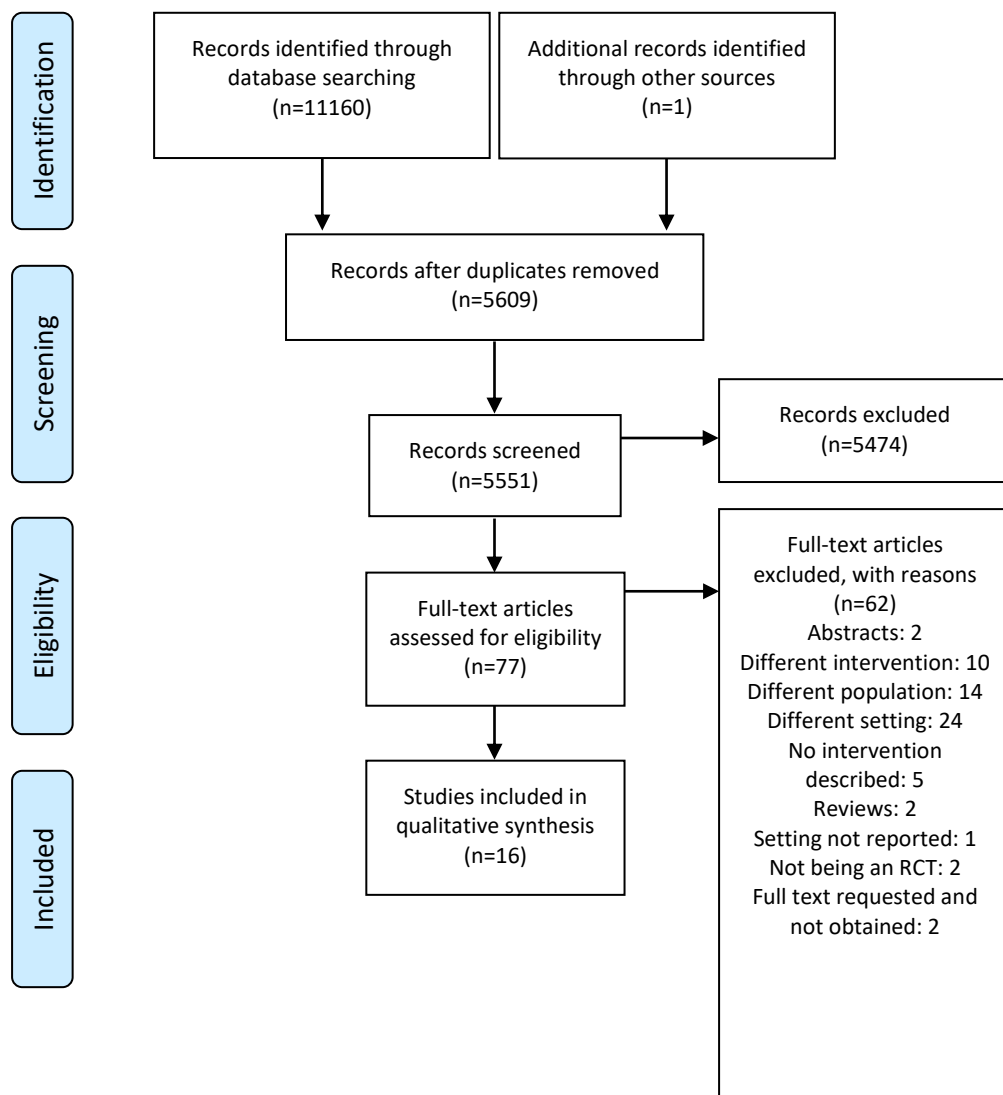 Identification
Records identified through
database searching
(n=11160)
Additional records identified
through other sources
(n=1)
Screening
Records after duplicates removed
(n=5609)
Records screened
(n=5551)
Records excluded
(n=5474)
Eligibility
Full-text articles
assessed for eligibility
(n=77)
Full-text articles
excluded, with reasons
(n=62)
Abstracts: 2
Different intervention: 10
Different population: 14
Different setting: 24
No intervention
described: 5
Reviews: 2
Setting not reported: 1
Not being an RCT: 2
Full text requested and
not obtained: 2
Included
Studies included in
qualitative synthesis
(n=16)